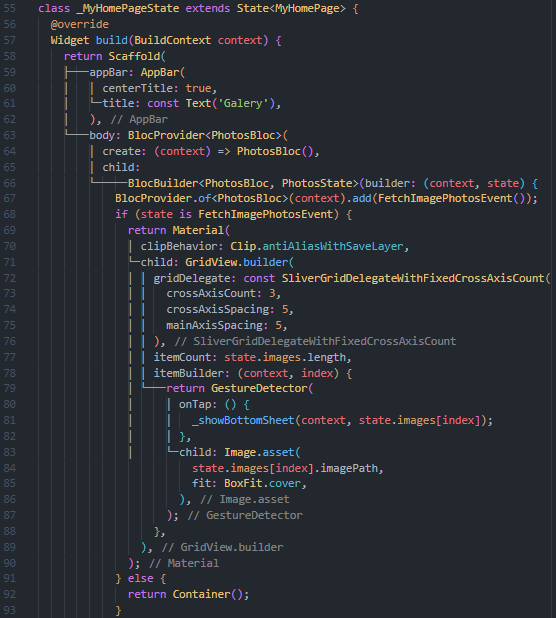 55 class _MyHomePageState extends State<MyHomePage> {
56 @override
57 Widget build(BuildContext context) {
58 return Scaffold(
59 appBar: AppBar(
60 centerTitle: true,
61 title: const Text('Galery'),
62 ), // AppBar
63 body: BlocProvider<PhotosBloc>(
64 create: (context) => PhotosBloc(),
65 child:
66 BlocBuilder<PhotosBloc, PhotosState>(builder: (context, state) {
67 BlocProvider.of<PhotosBloc>(context).add(FetchImagePhotosEvent());
68 if (state is FetchImagePhotosEvent) {
69 return Material(
70 clipBehavior: Clip.antiAliasWithSaveLayer,
71 child: GridView.builder(
72 gridDelegate: const SliverGridDelegateWithFixedCrossAxisCount(
73 crossAxisCount: 3,
74 crossAxisSpacing: 5,
75 mainAxisSpacing: 5,
76 ), // SliverGridDelegateWithFixedCrossAxisCount
77 itemCount: state.images.length,
78 itemBuilder: (context, index) {
79 return GestureDetector(
80 onTap: () {
81 _showBottomSheet(context, state.images[index]);
82 },
83 child: Image.asset(
84 state.images[index].imagePath,
85 fit: BoxFit.cover,
86 ), // Image.asset
87 ); // GestureDetector
88 },
89 ), // GridView.builder
90 ); // Material
91 } else {
92 return Container();
93 }